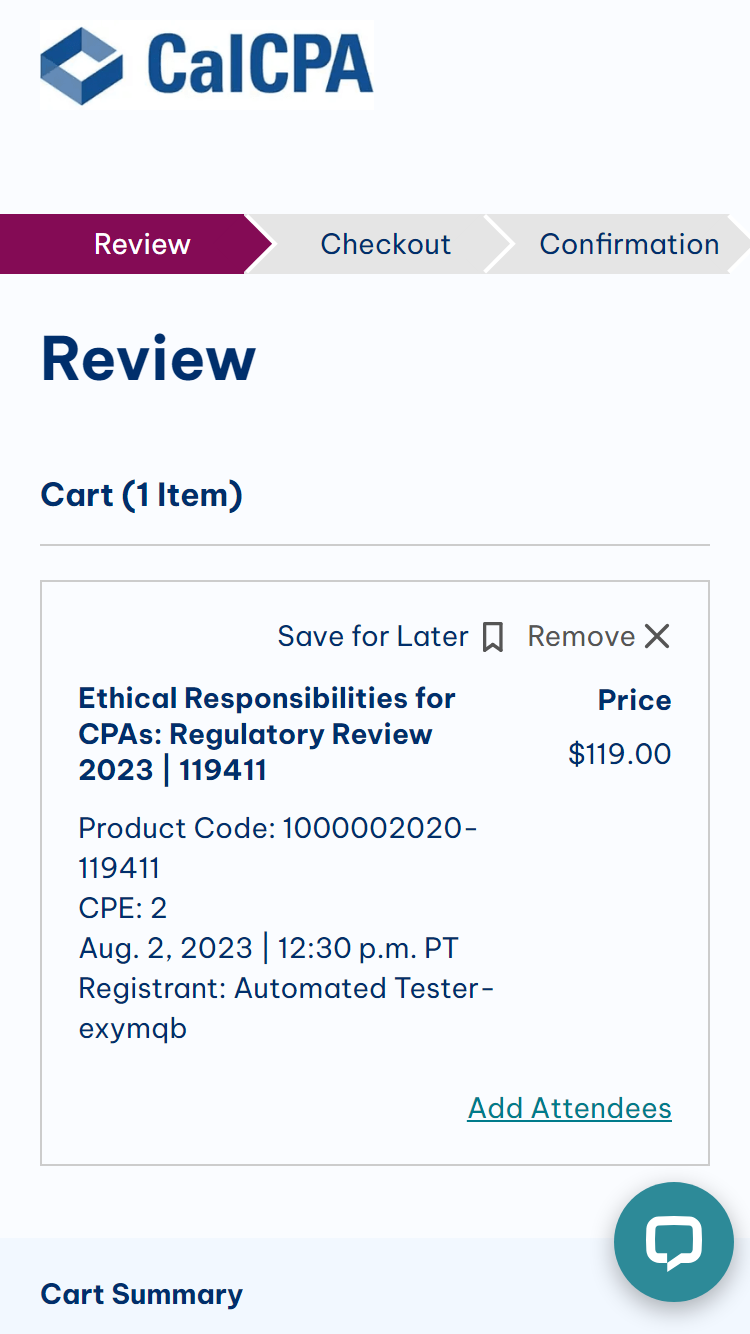 CalCPA
Review
Checkout
Confirmation
Review
Cart (1 Item)
Save for Later
Remove
Ethical Responsibilities for
CPAs: Regulatory Review
2023 | 119411
Price
$119.00
Product Code: 1000002020-
119411
CPE: 2
Aug. 2, 2023 | 12:30 p.m. PT
Registrant: Automated Tester-
exymqb
Add Attendees
Cart Summary